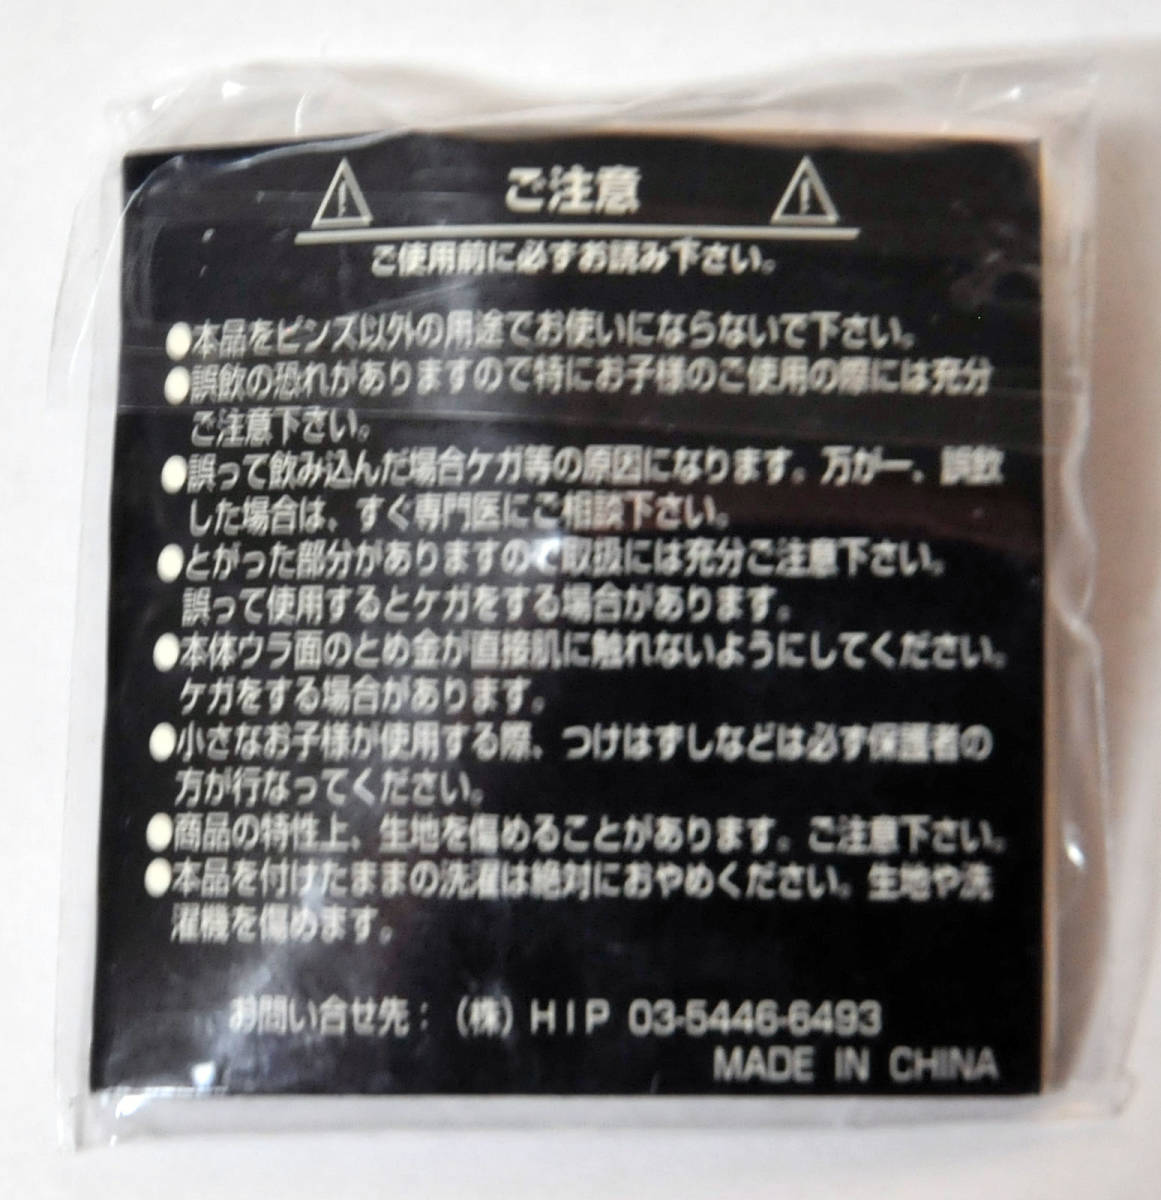 ご注意
ご使用前に必ずお読み下さい。
●本品をピンズ以外の用途でお使いにならないで下さい。
●誤飲の恐れがありますので特にお子様のご使用の際には充分
ご注意下さい。
●誤って飲み込んだ場合ケガ等の原因になります。万が一、誤飲
した場合は、すぐ専門医にご相談下さい。
●とがった部分がありますので取扱には充分ご注意下さい。
誤って使用するとケガをする場合があります。
●本体ウラ面のとめ金が直接肌に触れないようにしてください。
ケガをする場合があります。
●小さなお子様が使用する際、つけはずしなどは必ず保護者の
方が行なってください。
●商品の特性上、生地を傷めることがあります。ご注意下さい。
●本品を付けたままの洗濯は絶対におやめください。生地や洗
濯機を傷めます。
お問い合せ先：（株）HIP 03-5446-6493
MADE IN CHINA